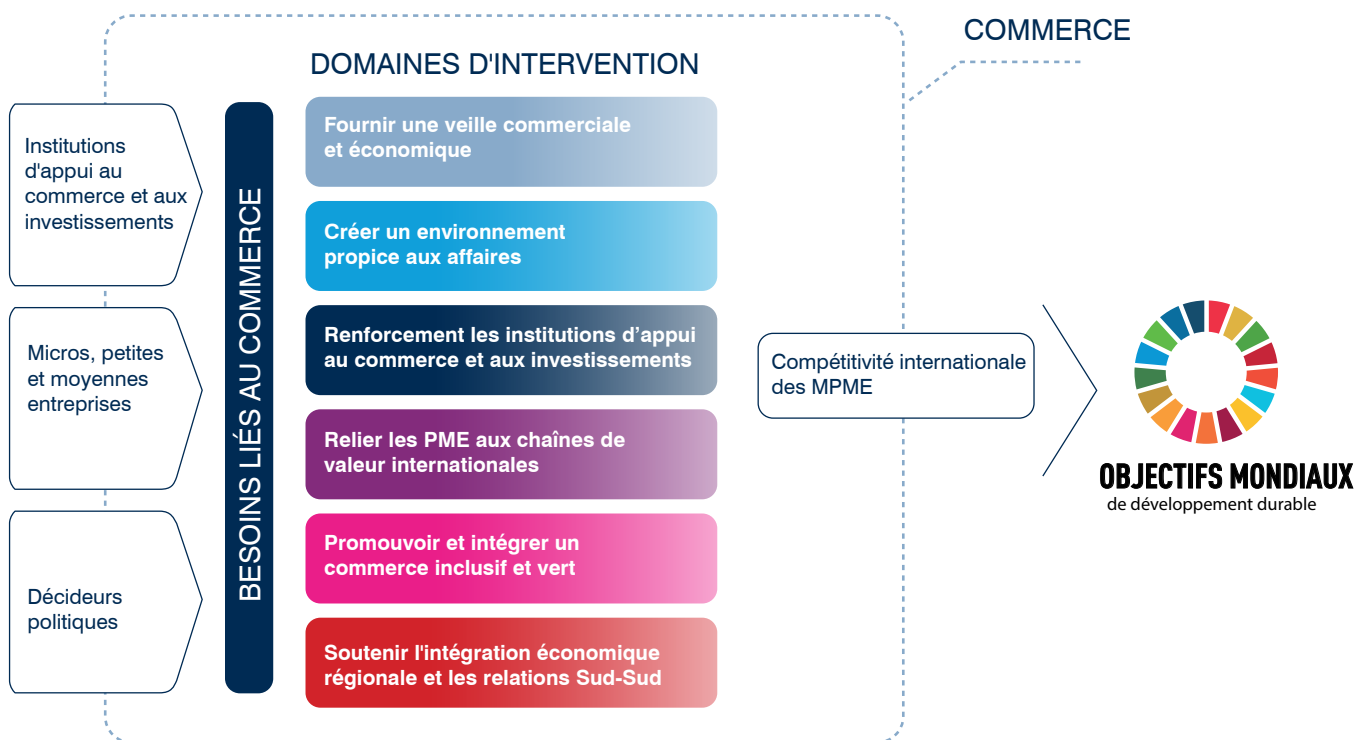 COMMERCE
DOMAINES D'INTERVENTION
Institutions
d'appui au
commerce et aux
investissements
Micros, petites
et moyennes
entreprises
Décideurs
politiques
BESOINS LIÉS AU COMMERCE
Fournir une veille commerciale
et économique
Créer un environnement
propice aux affaires
Renforcement les institutions d’appui
au commerce et aux investissements
Relier les PME aux chaînes de
valeur internationales
Promouvoir et intégrer un
commerce inclusif et vert
Soutenir l'intégration économique
régionale et les relations Sud-Sud
Compétitivité internationale
des MPME
OBJECTIFS MONDIAUX
de développement durable